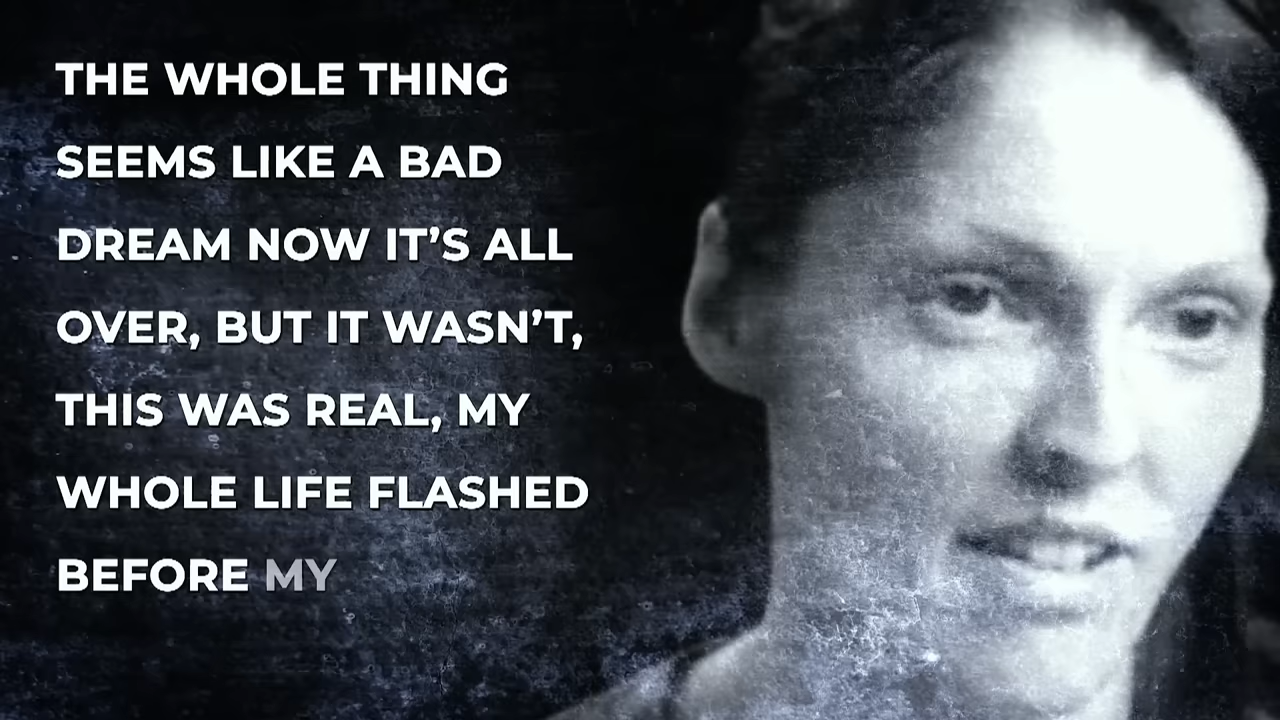 THE WHOLE THING
SEEMS LIKE A BAD
DREAM NOW IT’S ALL
OVER, BUT IT WASN’T,
THIS WAS REAL, MY
WHOLE LIFE FLASHED
BEFORE MY